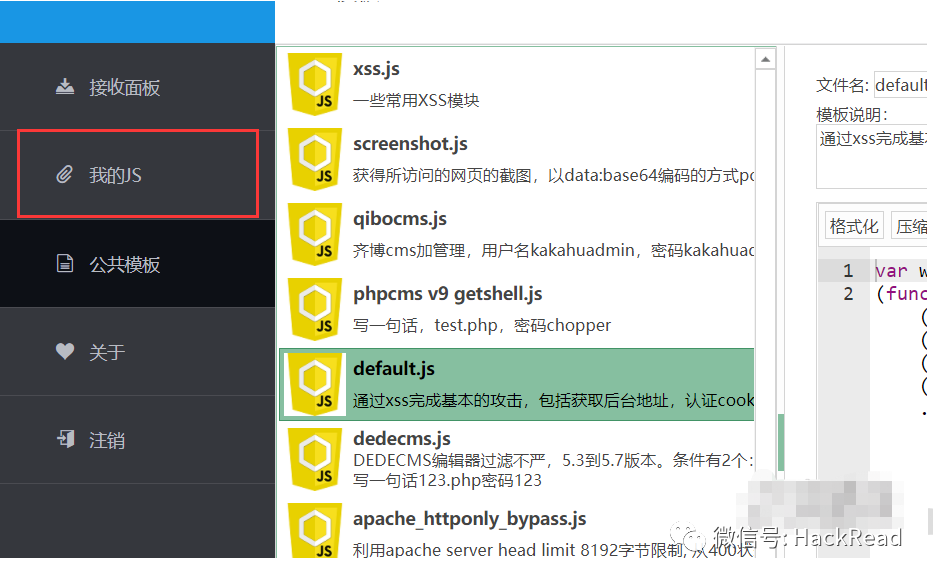 接收面板
我的JS
公共模板
关于
注销
JS
xss.js
一些常用XSS模块
JS
screenshot.js
获得所访问的网页的截图，以data:base64编码的方式
JS
qibocms.js
齐博cms加管理，用户名kakahuadmin，密码kakahuad
JS
phpcms v9 getshell.js
写一句话，test.php，密码chopper
JS
default.js
通过xss完成基本的攻击，包括获取后台地址，认证cook
JS
dedecms.js
DEDECMS编辑器过滤不严，5.3到5.7版本。条件有2个:
写一句话123.php密码123
JS
apache_httponly_bypass.js
利用apache server head limit 8192字节限制, 从400状
文件名: default
模板说明:
通过xss完成基本
格式化 压缩
1 var
2 (func
(
(
(
(
.
微信号: HackRead